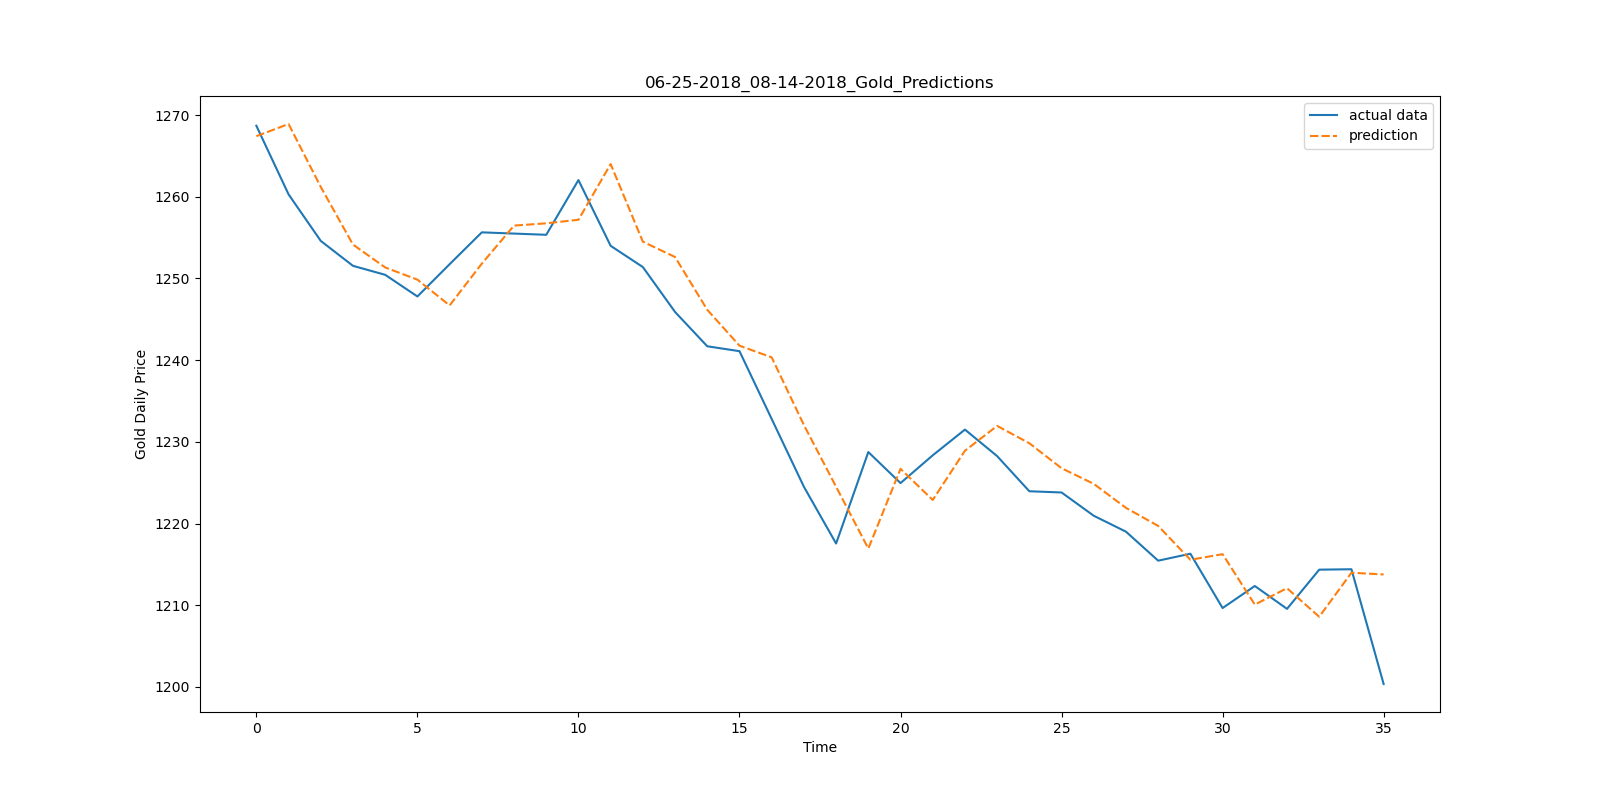 06-25-2018_08-14-2018_Gold_Predictions
actual data
prediction
1270
1260
1250
1240
1230
1220
1210
1200
Gold Daily Price
0 5 10 15 20 25 30 35
Time